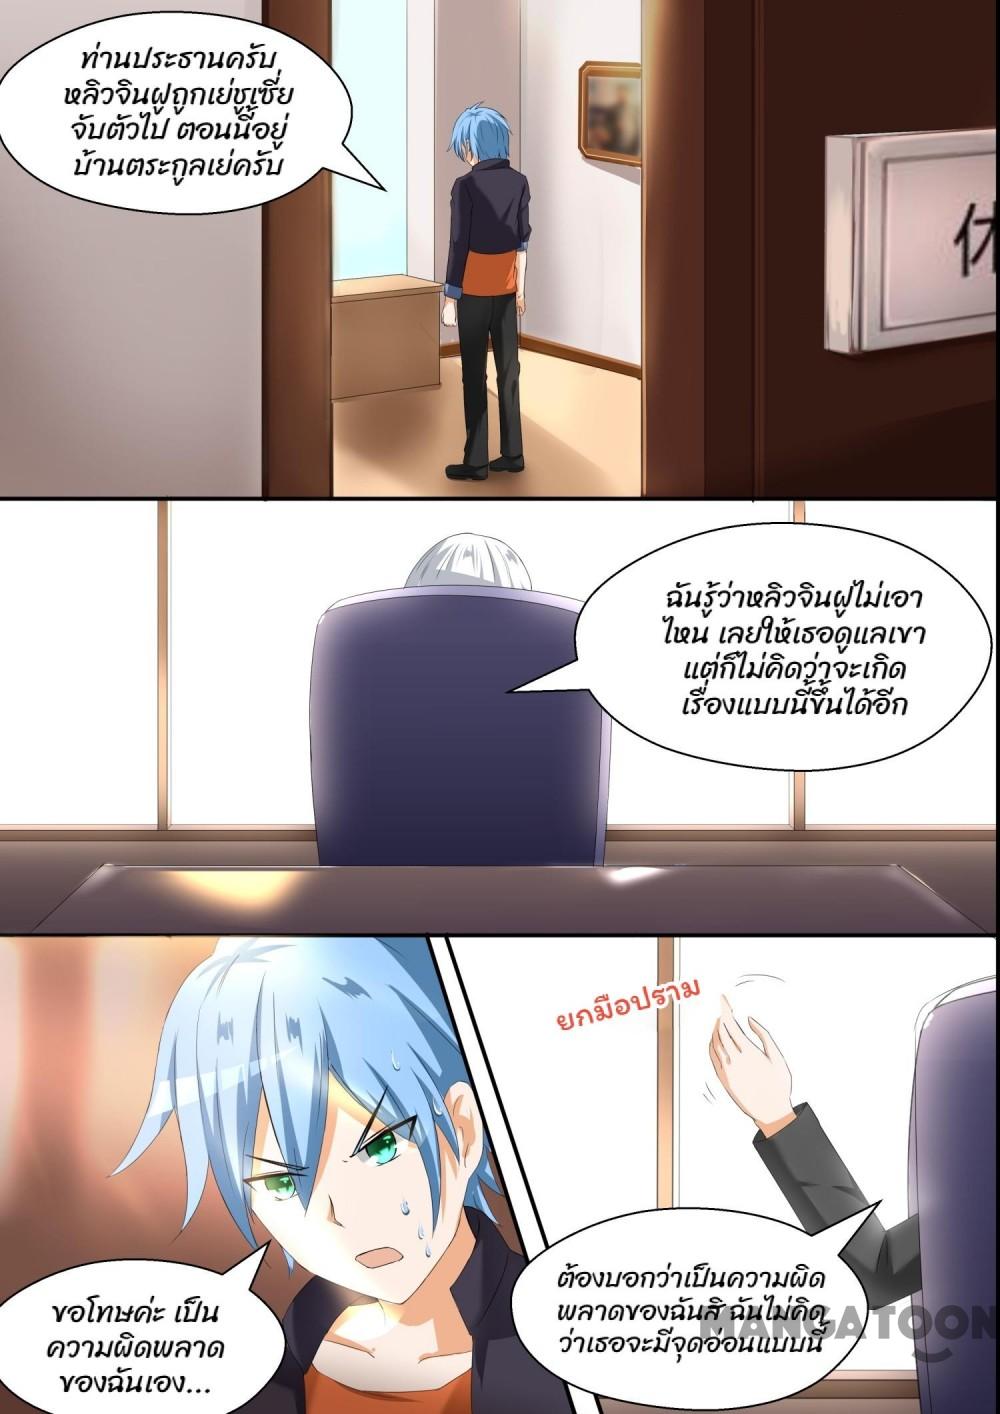 ท่านประธานครับ
หลิวจินฝูถูกเย่ชูเซี่ย
จับตัวไป ตอนนี้อยู่
บ้านตระกูลเย่ครับ
休
ฉันรู้ว่าหลิวจินฝูไม่เอา
ไหน เลยให้เธอดูแลเขา
แต่ก็ไม่คิดว่าจะเกิด
เรื่องแบบนี้ขึ้นได้อีก
ยกมือปราม
ขอโทษค่ะ เป็น
ความผิดพลาด
ของฉันเอง...
ต้องบอกว่าเป็นความผิด
พลาดของฉันสิ ฉันไม่คิด
ว่าเธอจะมีจุดอ่อนแบบนี้
MANGATOON